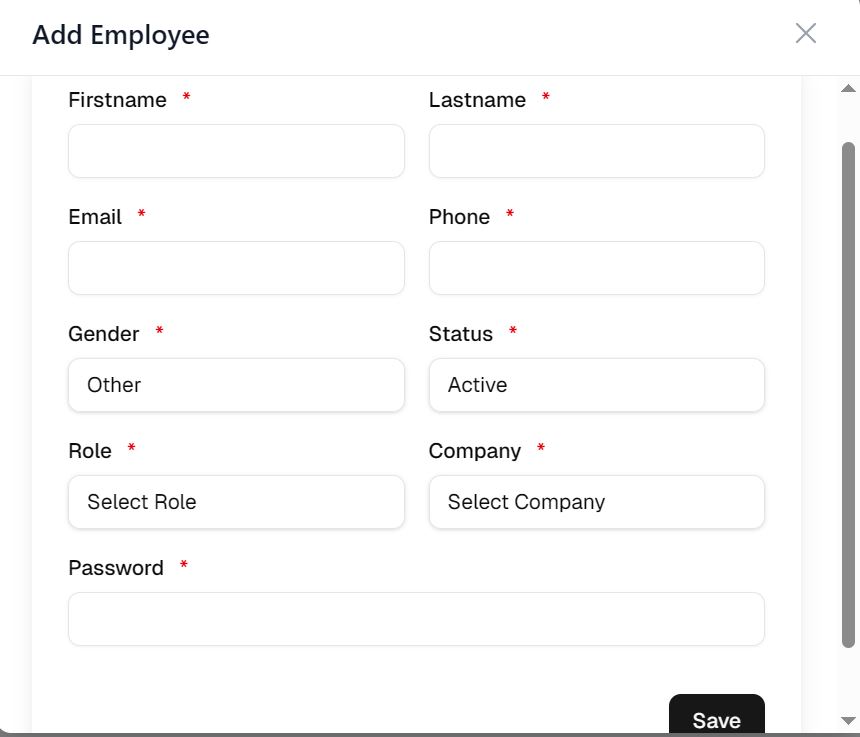 Add Employee
Firstname *
Lastname *
Email *
Phone *
Gender *
Status *
Other
Active
Role *
Company *
Select Role
Select Company
Password *
Save